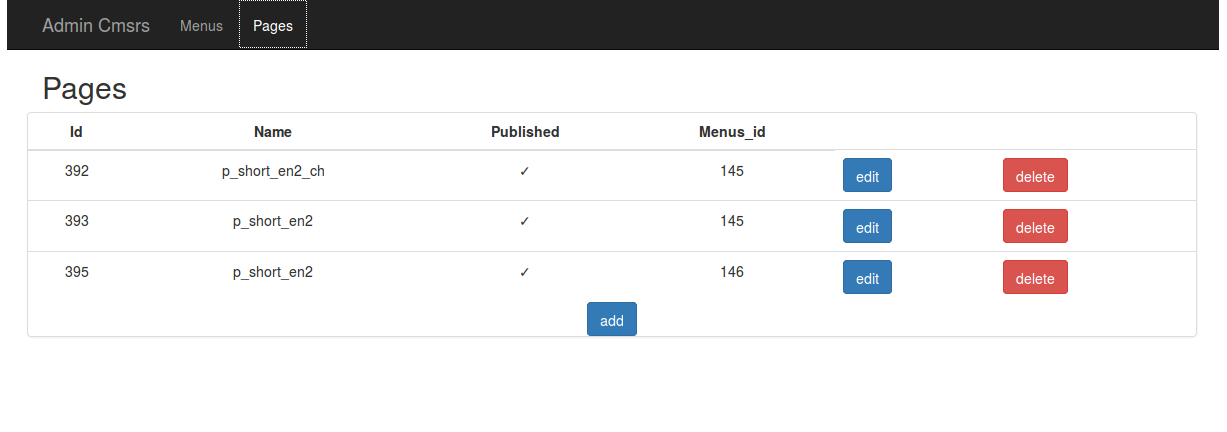 Admin Cmsrs Menus Pages
Pages
Id Name Published Menus_id
392 p_short_en2_ch ✓ 145 edit delete
393 p_short_en2 ✓ 145 edit delete
395 p_short_en2 ✓ 146 edit delete
add